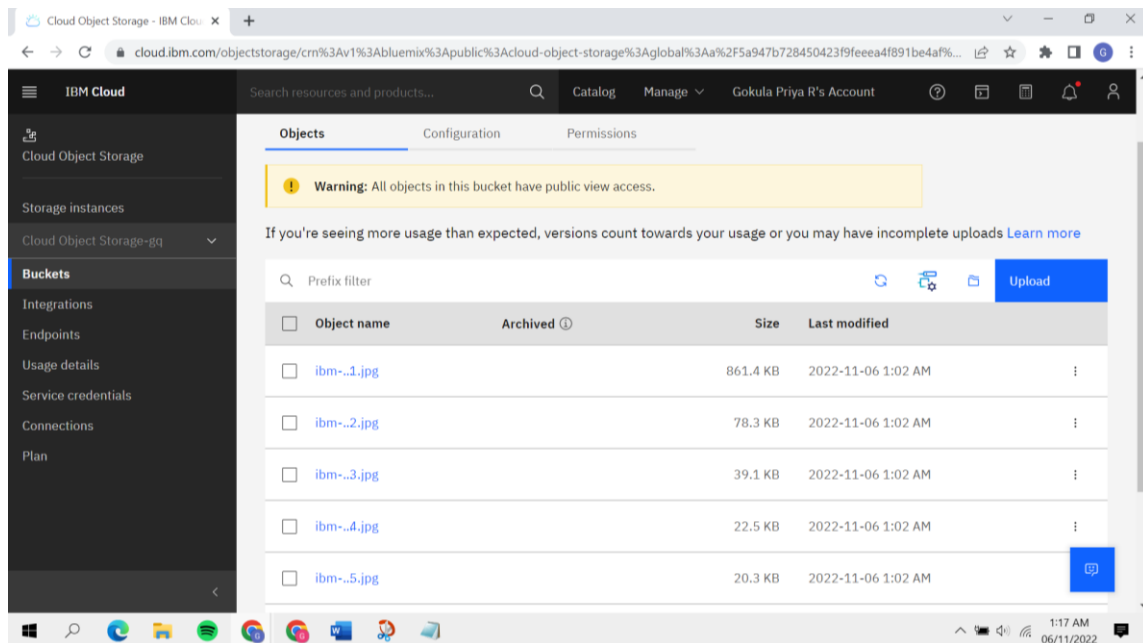 Cloud Object Storage - IBM Clou
cloud.ibm.com/objectstorage/crn%3Av1%3Abluemix%3Apublic%3Acloud-object-storage%3Aglobal%3Aa%2F5a947b728450423f9feeea4f891be4af%...
G
IBM Cloud
Search resources and products...
Catalog
Manage
Gokula Priya R's Account
Cloud Object Storage
Storage instances
Cloud Object Storage-gq
Buckets
Integrations
Endpoints
Usage details
Service credentials
Connections
Plan
Objects Configuration Permissions
Warning: All objects in this bucket have public view access.
If you're seeing more usage than expected, versions count towards your usage or you may have incomplete uploads Learn more
Prefix filter
Upload
Object name Archived Size Last modified
ibm-..1.jpg 861.4 KB 2022-11-06 1:02 AM
ibm-..2.jpg 78.3 KB 2022-11-06 1:02 AM
ibm-..3.jpg 39.1 KB 2022-11-06 1:02 AM
ibm-..4.jpg 22.5 KB 2022-11-06 1:02 AM
ibm-..5.jpg 20.3 KB 2022-11-06 1:02 AM
1:17 AM
06/11/2022